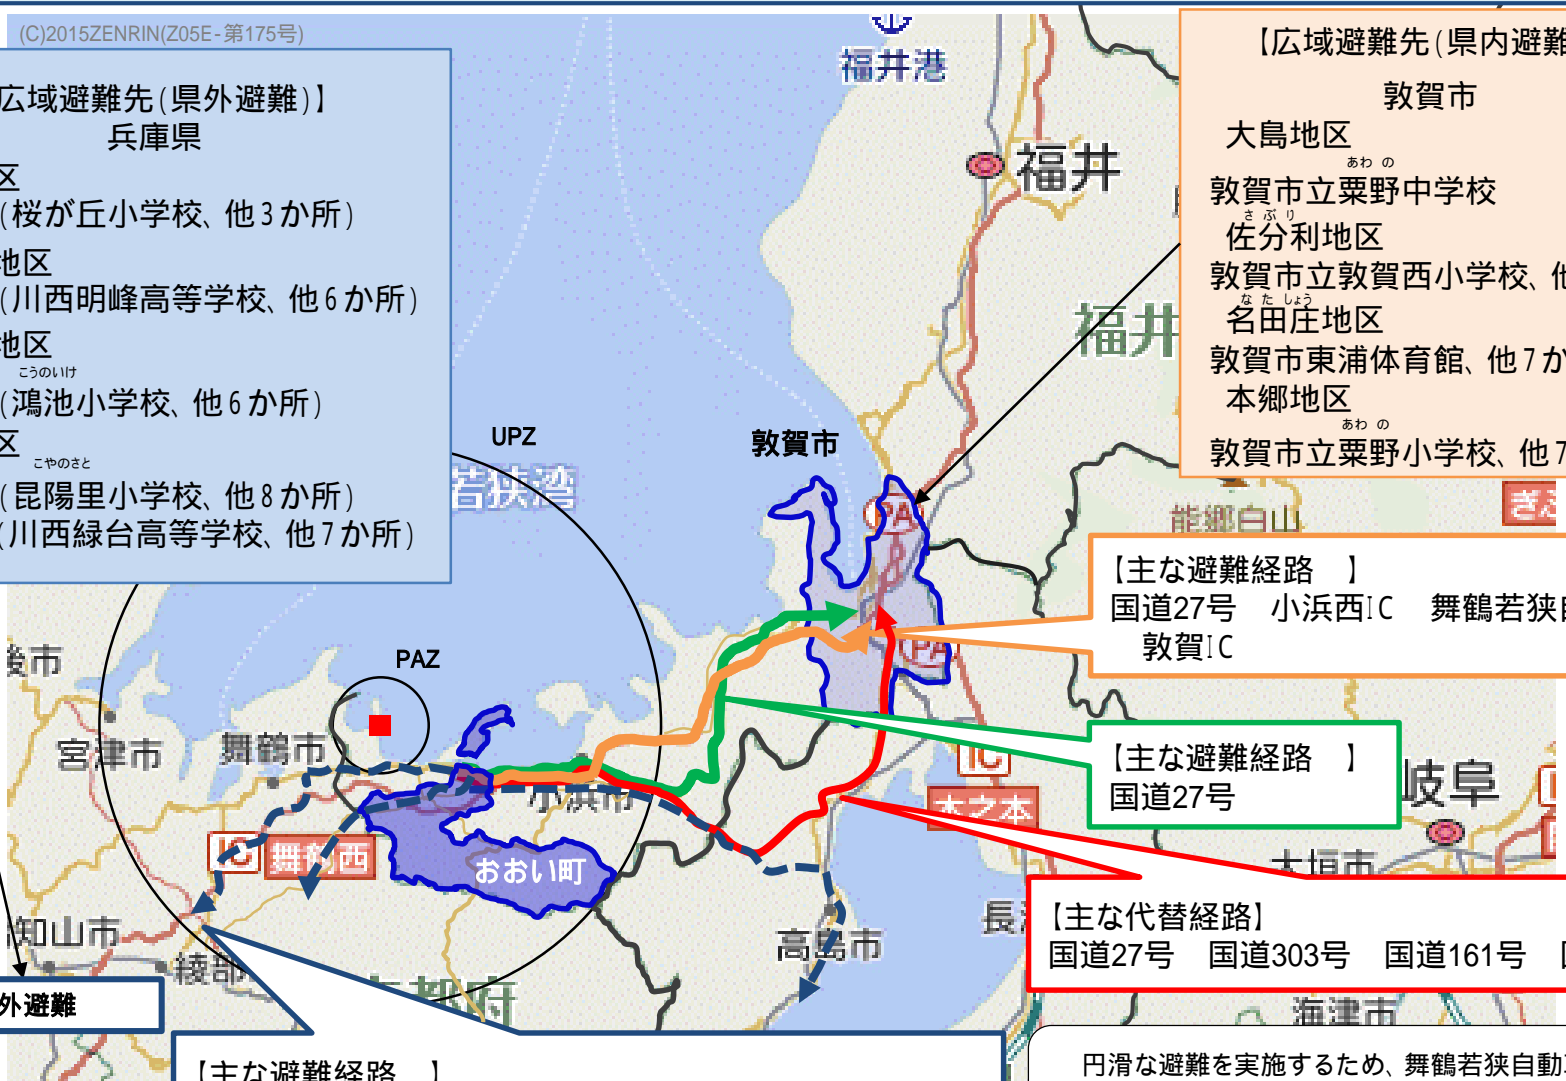 (C)2015ZENRIN(Z05E-第175号)
広域避難先(県外避難)】
兵庫県
区
(桜が丘小学校、他3か所)
地区
(川西明峰高等学校、他6か所)
地区
こうのいけ
(鴻池小学校、他6か所)
区
こやのさと
(昆陽里小学校、他8か所)
(川西緑台高等学校、他7か所)
福井港
福井
福井
【広域避難先(県内避難
敦賀市
大島地区
あわ の
敦賀市立粟野中学校
さ ぶ り
佐分利地区
敦賀市立敦賀西小学校、他
な た しょう
名田庄地区
敦賀市東浦体育館、他7か
本郷地区
あわ の
敦賀市立粟野小学校、他7
UPZ
敦賀市
若狭湾
(PA)
能郷白山
ぎふ
【主な避難経路　】
国道27号　小浜西IC　舞鶴若狭自
敦賀IC
PAZ
(PA)
後市
宮津市
舞鶴市
小浜市
IC
木之本
【主な避難経路　】
国道27号
岐阜
IC
舞鶴西
おおい町
大垣市
知山市
綾部
高島市
長
【主な代替経路】
国道27号　国道303号　国道161号　国
外避難
京都府
海津市
【主な避難経路　】
円滑な避難を実施するため、舞鶴若狭自動車